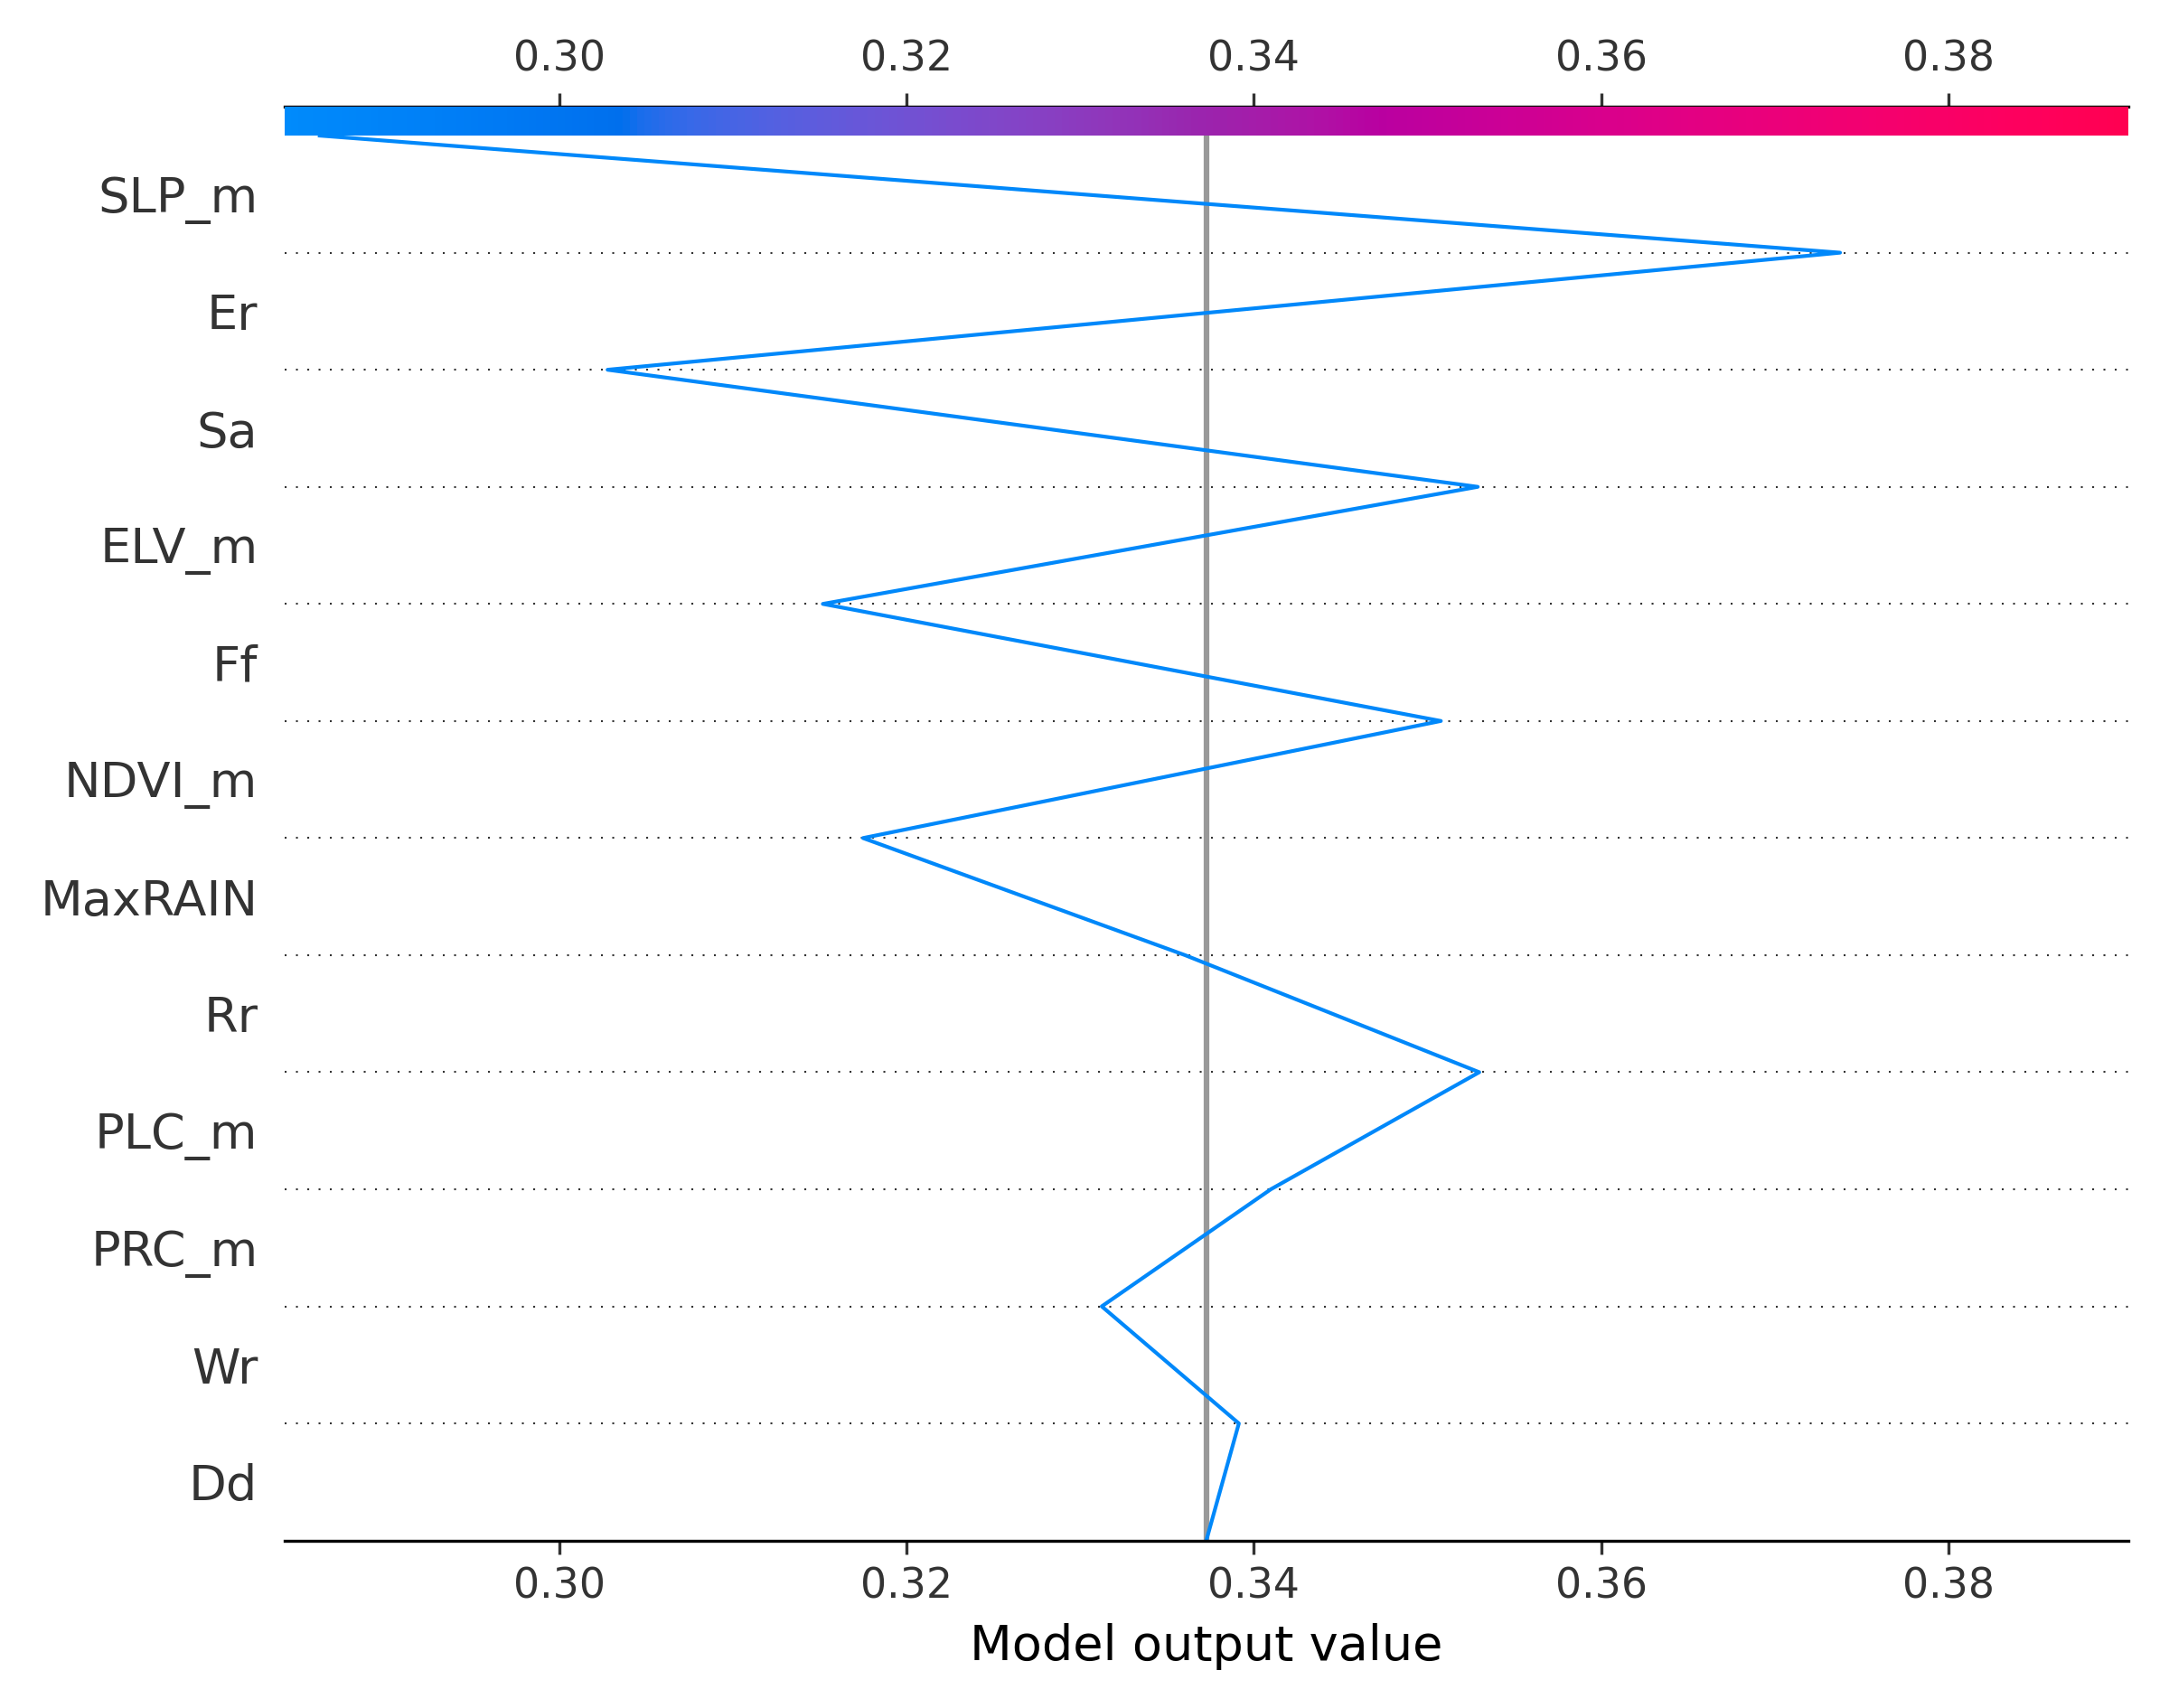 0.30 0.32 0.34 0.36 0.38
SLP_m
Er
Sa
ELV_m
Ff
NDVI_m
MaxRAIN
Rr
PLC_m
PRC_m
Wr
Dd
0.30 0.32 0.34 0.36 0.38
Model output value